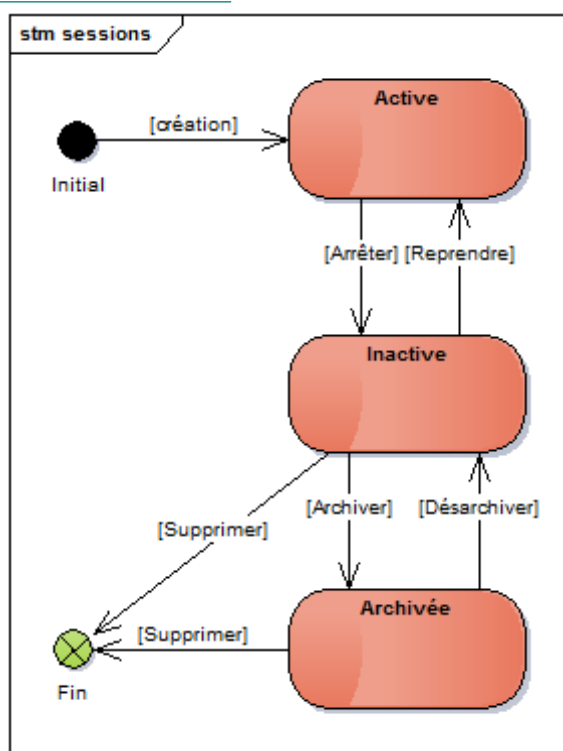 stm sessions
Active
[création]
Initial
[Arrêter] [Reprendre]
Inactive
[Archiver] [Désarchiver]
[Supprimer]
Archivée
[Supprimer]
Fin